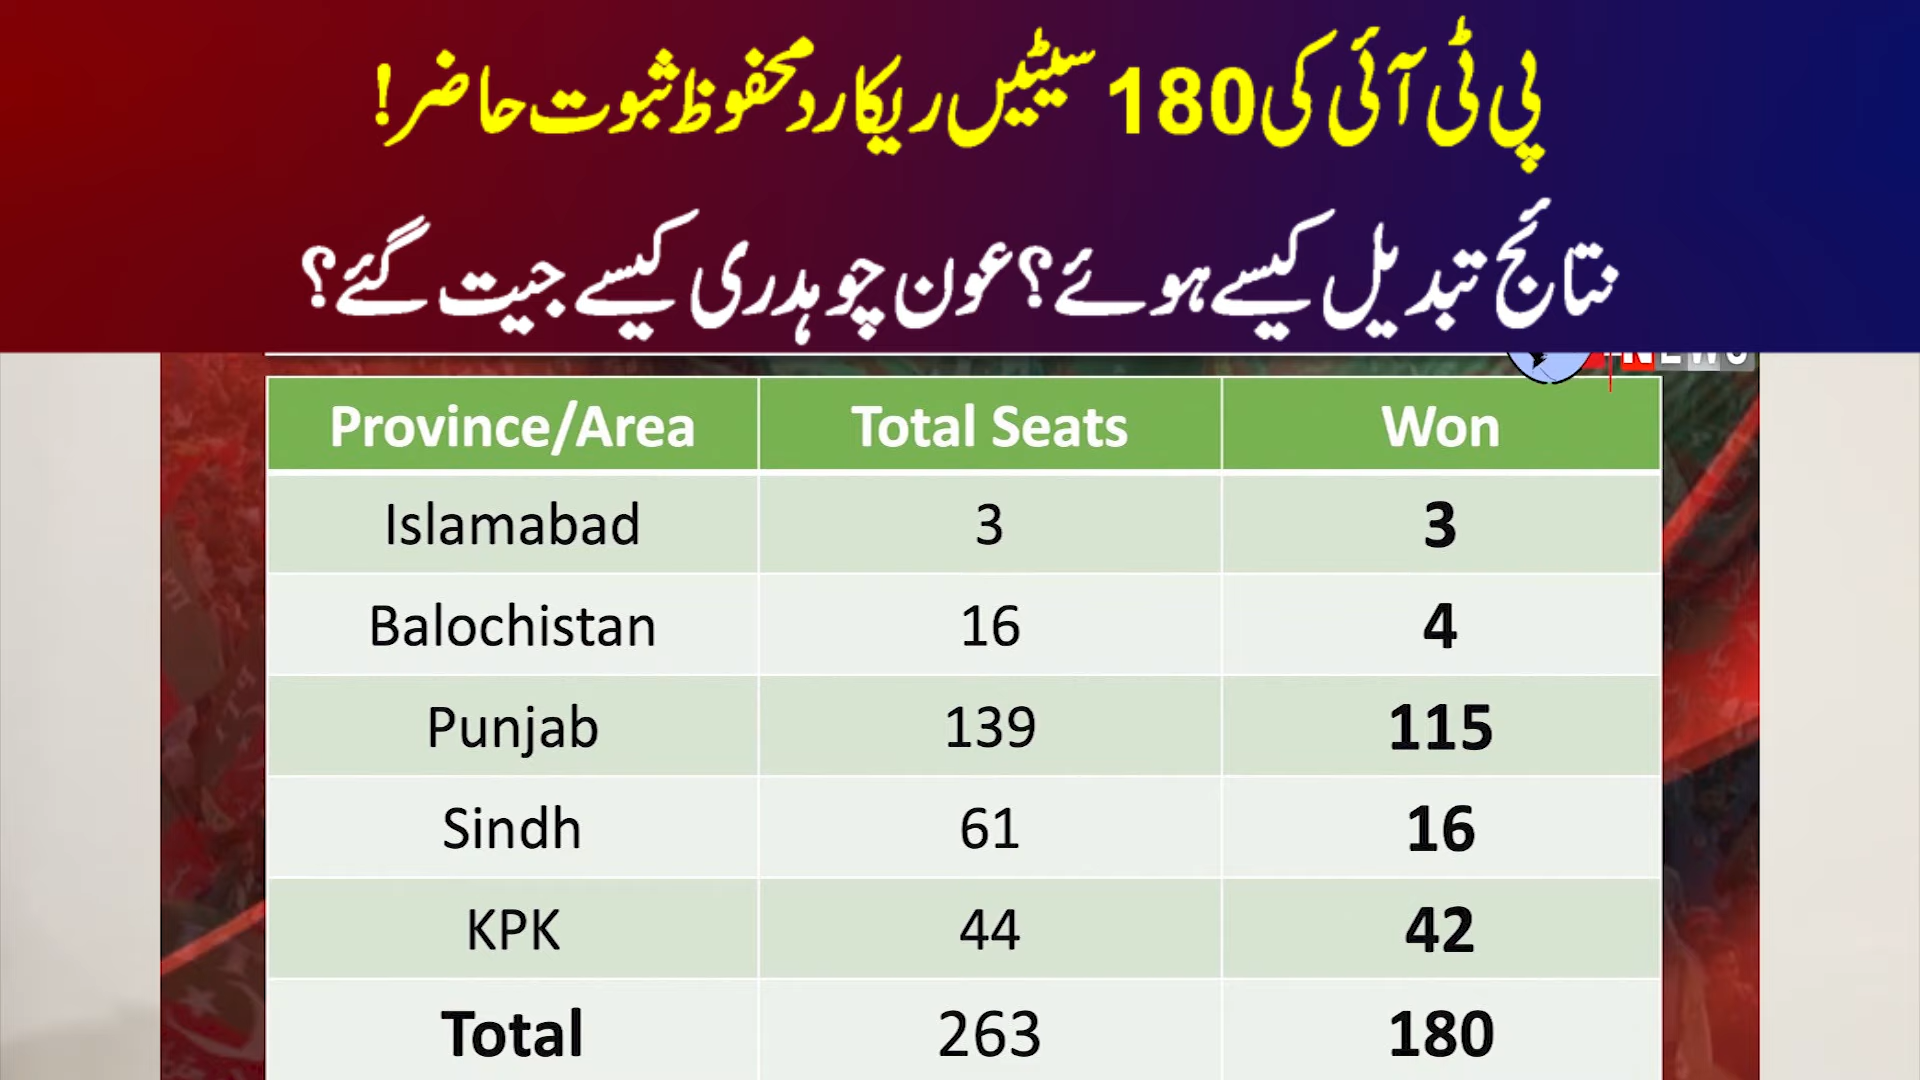 پی ٹی آئی کی 180 سیٹیں ریکارد محفوظ ثبوت حاضر!
نتائج تبدیل کیسے ہوئے؟ عون چوہدری کیسے جیت گئے؟
NEWS
Province/Area Total Seats Won
Islamabad 3 3
Balochistan 16 4
Punjab 139 115
Sindh 61 16
KPK 44 42
Total 263 180